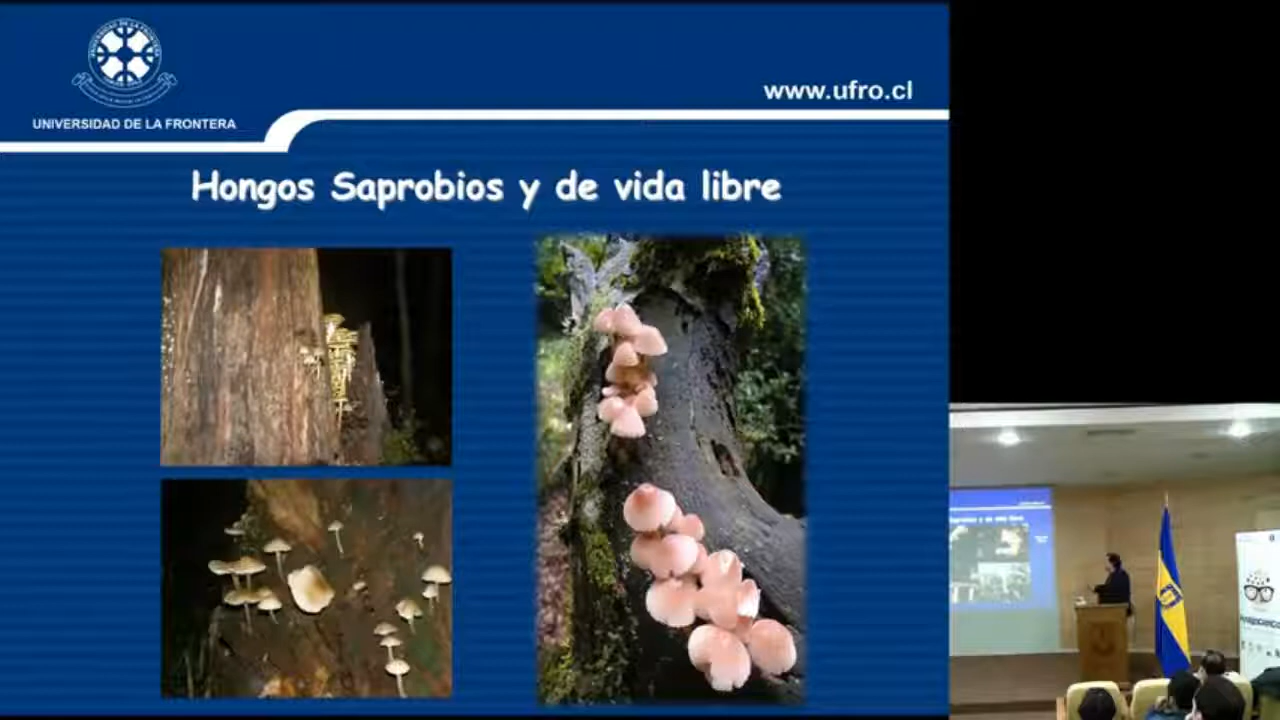 UNIVERSIDAD DE LA FRONTERA
www.ufro.cl
Hongos Saprobios y de vida libre